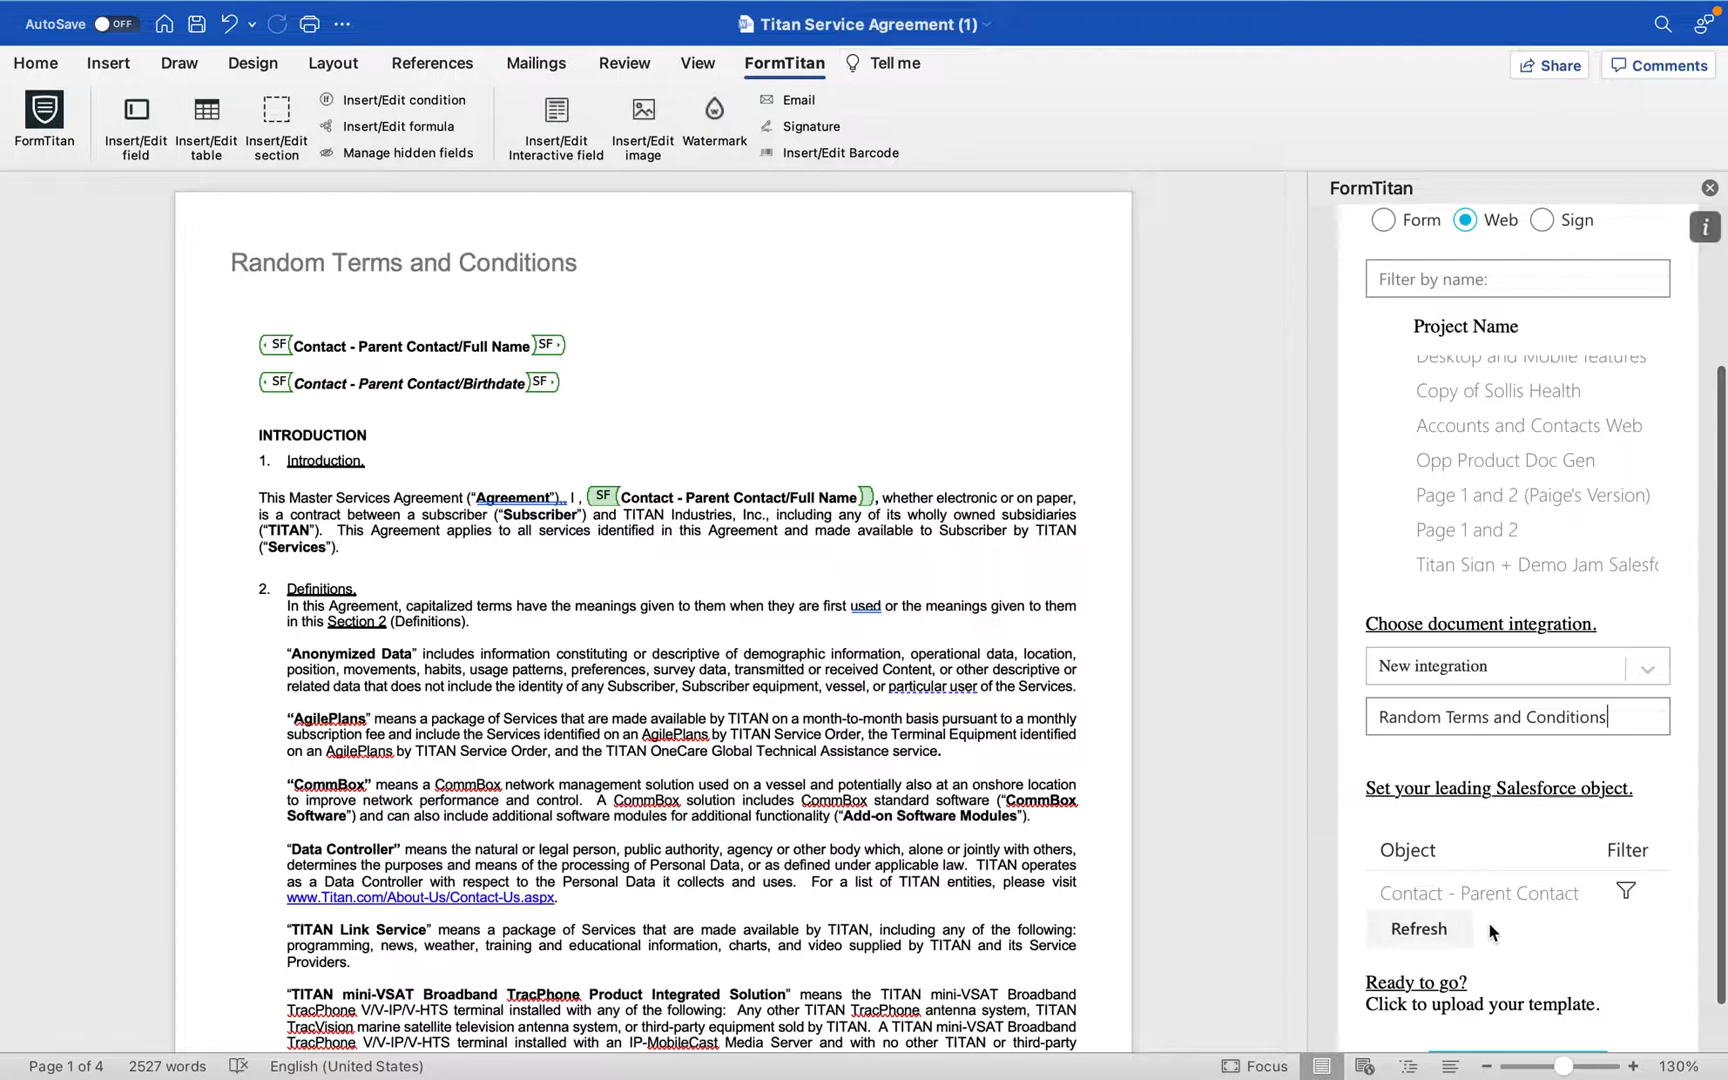 AutoSave OFF
Titan Service Agreement (1)
Home Insert Draw Design Layout References Mailings Review View FormTitan Tell me Share Comments
FormTitan
Insert/Edit field
Insert/Edit table
Insert/Edit section
Insert/Edit condition
Insert/Edit formula
Manage hidden fields
Insert/Edit Interactive field
Insert/Edit image
Watermark
Email
Signature
Insert/Edit Barcode
Random Terms and Conditions
SF Contact - Parent Contact/Full Name SF
SF Contact - Parent Contact/Birthdate SF
INTRODUCTION
1. Introduction.
This Master Services Agreement (“Agreement”)., I , SF Contact - Parent Contact/Full Name , whether electronic or on paper,
is a contract between a subscriber (“Subscriber”) and TITAN Industries, Inc., including any of its wholly owned subsidiaries
(“TITAN”). This Agreement applies to all services identified in this Agreement and made available to Subscriber by TITAN
(“Services”).
2. Definitions.
In this Agreement, capitalized terms have the meanings given to them when they are first used or the meanings given to them
in this Section 2 (Definitions).
“Anonymized Data” includes information constituting or descriptive of demographic information, operational data, location,
position, movements, habits, usage patterns, preferences, survey data, transmitted or received Content, or other descriptive or
related data that does not include the identity of any Subscriber, Subscriber equipment, vessel, or particular user of the Services.
“AgilePlans” means a package of Services that are made available by TITAN on a month-to-month basis pursuant to a monthly
subscription fee and include the Services identified on an AgilePlans by TITAN Service Order, the Terminal Equipment identified
on an AgilePlans by TITAN Service Order, and the TITAN OneCare Global Technical Assistance service.
“CommBox” means a CommBox network management solution used on a vessel and potentially also at an onshore location
to improve network performance and control. A CommBox solution includes CommBox standard software (“CommBox
Software”) and can also include additional software modules for additional functionality (“Add-on Software Modules”).
“Data Controller” means the natural or legal person, public authority, agency or other body which, alone or jointly with others,
determines the purposes and means of the processing of Personal Data, or as defined under applicable law. TITAN operates
as a Data Controller with respect to the Personal Data it collects and uses. For a list of TITAN entities, please visit
www.Titan.com/About-Us/Contact-Us.aspx.
“TITAN Link Service” means a package of Services that are made available by TITAN, including any of the following:
programming, news, weather, training and educational information, charts, and video supplied by TITAN and its Service
Providers.
“TITAN mini-VSAT Broadband TracPhone Product Integrated Solution” means the TITAN mini-VSAT Broadband
TracPhone V/V-IP/V-HTS terminal installed with any of the following: Any other TITAN TracPhone antenna system, TITAN
TracVision marine satellite television antenna system, or third-party equipment sold by TITAN. A TITAN mini-VSAT Broadband
TracPhone V/V-IP/V-HTS terminal installed with an IP-MobileCast Media Server and with no other TITAN or third-party
FormTitan
Form Web Sign
i
Filter by name:
Project Name
Desktop and Mobile features
Copy of Sollis Health
Accounts and Contacts Web
Opp Product Doc Gen
Page 1 and 2 (Paige's Version)
Page 1 and 2
Titan Sign + Demo Jam Salesfo
Choose document integration.
New integration
Random Terms and Conditions
Set your leading Salesforce object.
Object Filter
Contact - Parent Contact
Refresh
Ready to go?
Click to upload your template.
Page 1 of 4 2527 words English (United States) Focus 130%